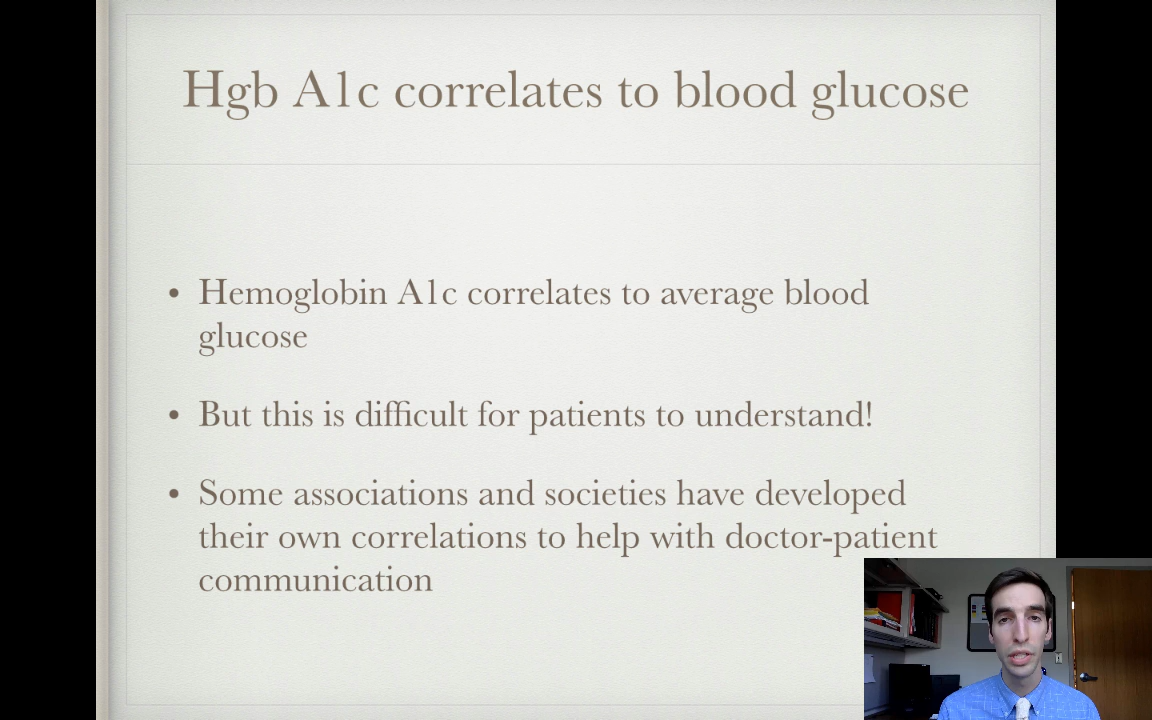 Hgb A1c correlates to blood glucose
• Hemoglobin A1c correlates to average blood
glucose
• But this is difficult for patients to understand!
• Some associations and societies have developed
their own correlations to help with doctor-patient
communication